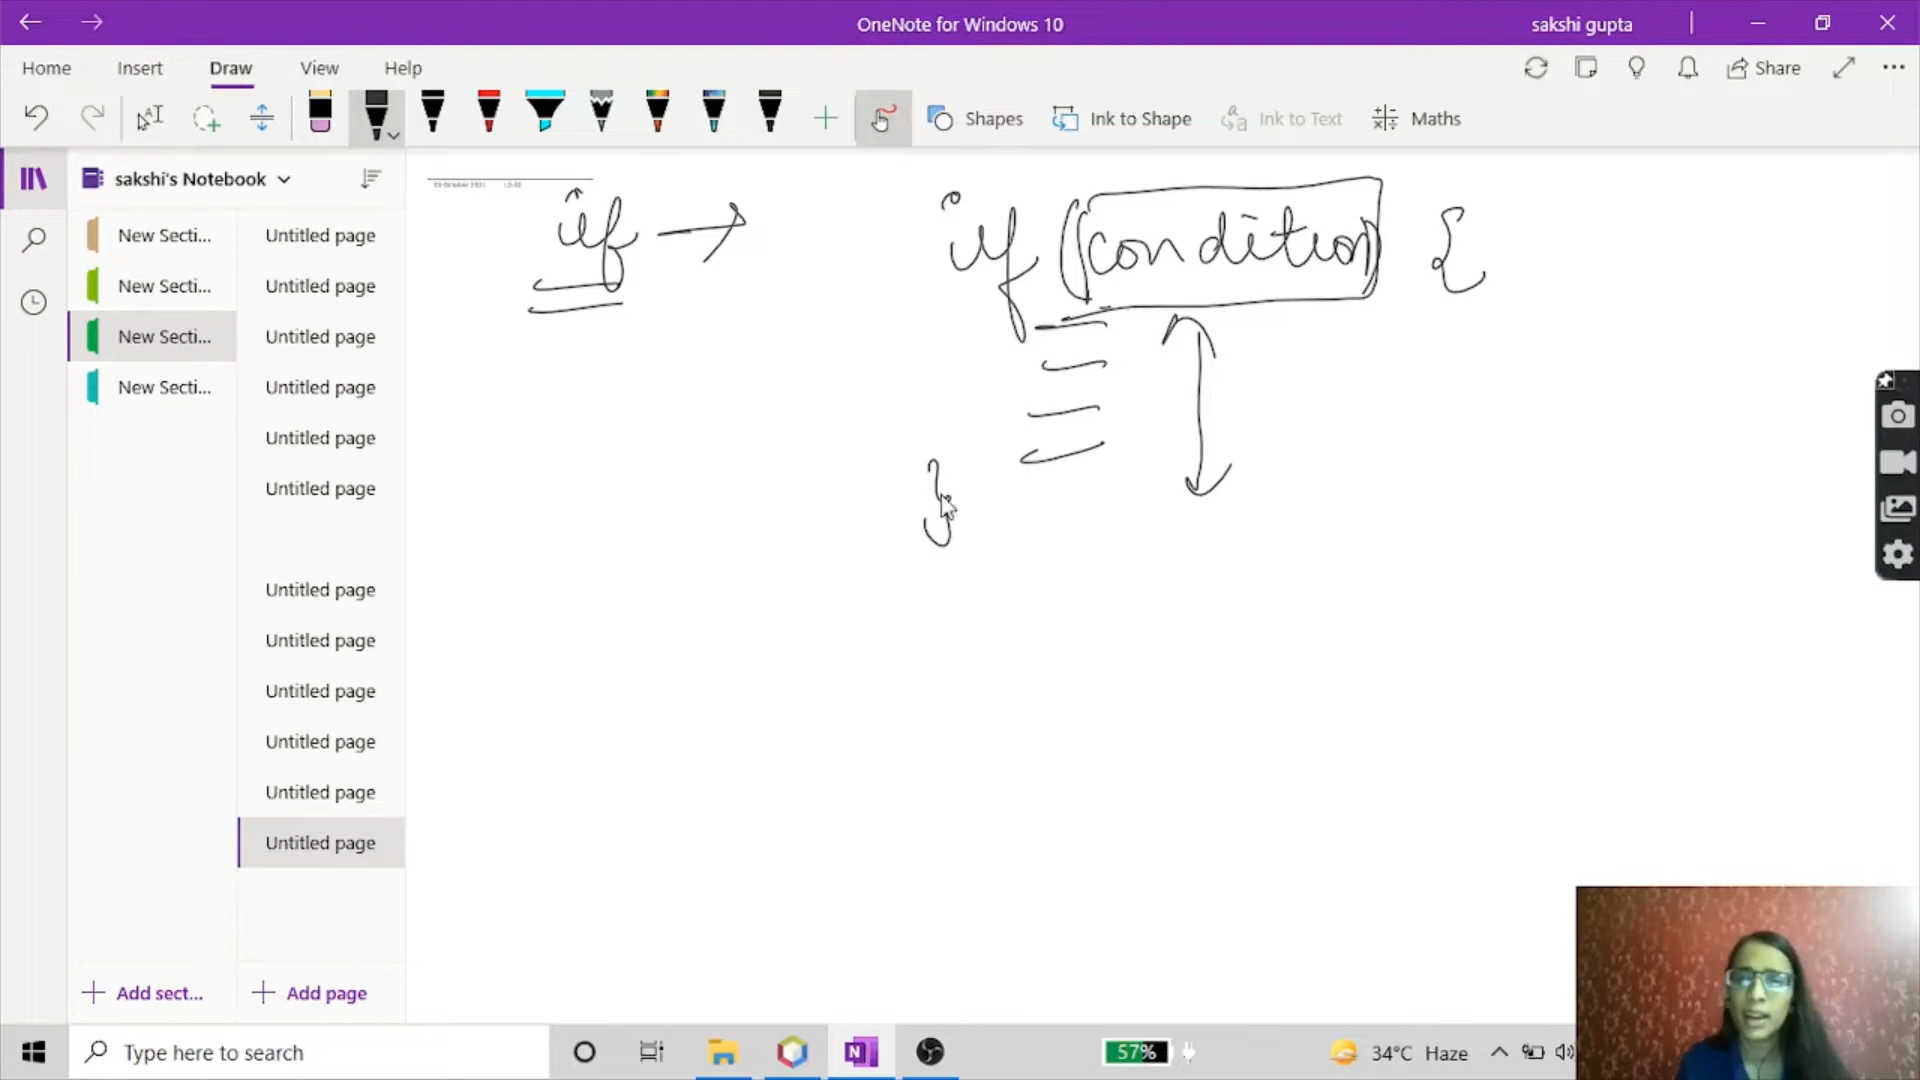 OneNote for Windows 10
sakshi gupta
Home Insert Draw View Help
Share
Shapes
Ink to Shape
Ink to Text
Maths
sakshi's Notebook
New Secti...
New Secti...
New Secti...
New Secti...
Untitled page
Untitled page
Untitled page
Untitled page
Untitled page
Untitled page
Untitled page
Untitled page
Untitled page
Untitled page
Untitled page
Untitled page
Add sect...
Add page
if →
if (condition) {
}
Type here to search
57%
34°C Haze